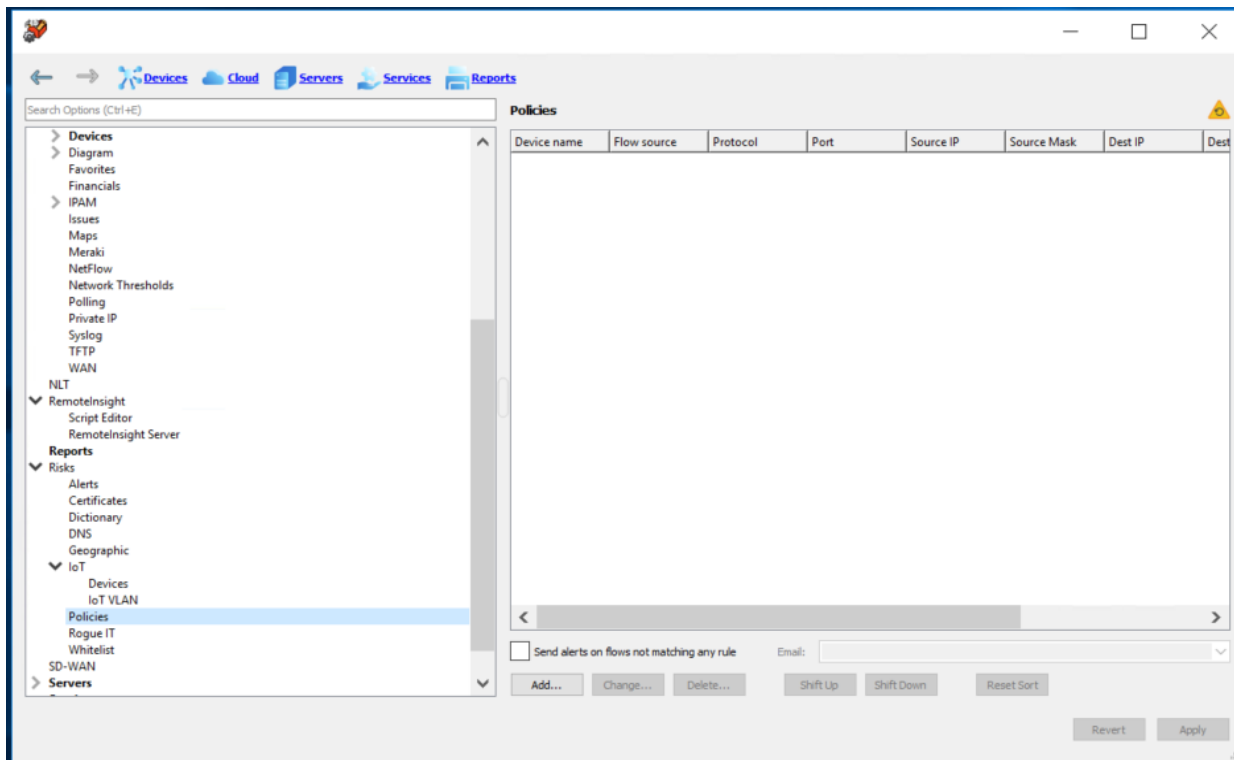 Devices Cloud Servers Services Reports
Search Options (Ctrl+E)
Devices
Diagram
Favorites
Financials
IPAM
Issues
Maps
Meraki
NetFlow
Network Thresholds
Polling
Private IP
Syslog
TFTP
WAN
NLT
RemoteInsight
Script Editor
RemoteInsight Server
Reports
Risks
Alerts
Certificates
Dictionary
DNS
Geographic
IoT
Devices
IoT VLAN
Policies
Rogue IT
Whitelist
SD-WAN
Servers
Policies
Device name Flow source Protocol Port Source IP Source Mask Dest IP Dest
Send alerts on flows not matching any rule Email:
Add... Change... Delete... Shift Up Shift Down Reset Sort
Revert Apply